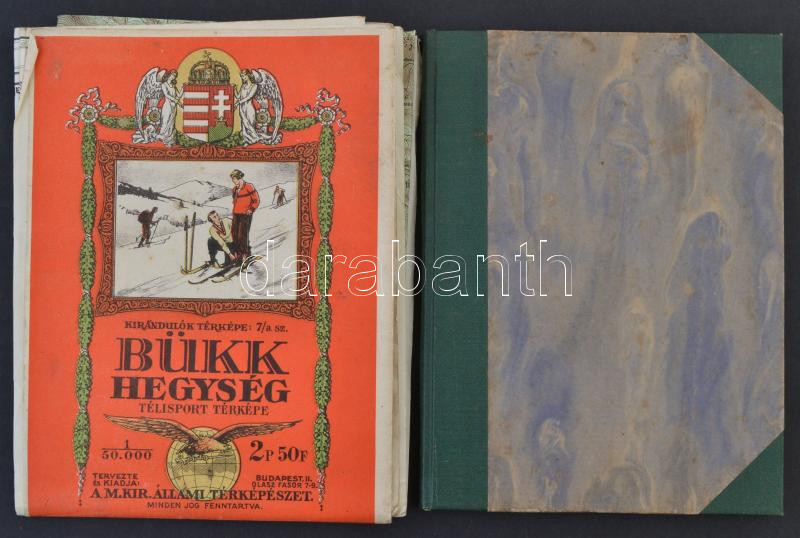 KIRÁNDULÓK TÉRKÉPE: 7/a SZ.
BÜKK
HEGYSÉG
TÉLISPORT TÉRKÉPE
1
50.000
2P 50F
TERVEZTE
ÉS KIADJA:
BUDAPEST. II.
OLASZ FASOR 7-9.
A M. KIR. ÁLLAMI TÉRKÉPÉSZET.
MINDEN JOG FENNTARTVA.
darabanth